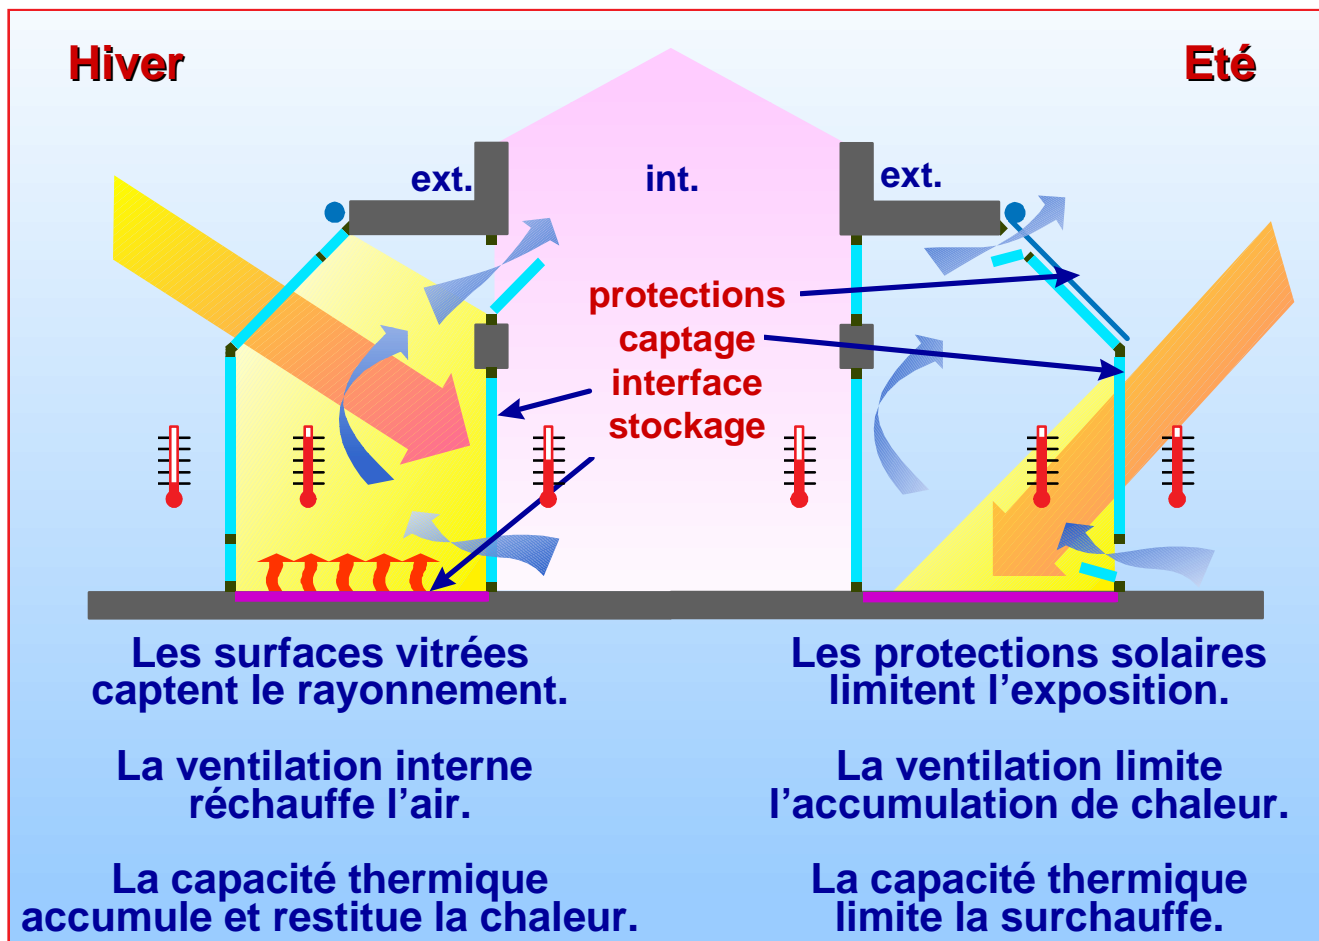 Hiver
Eté
ext.
int.
ext.
protections
captage
interface
stockage
Les surfaces vitrées
captent le rayonnement.
La ventilation interne
réchauffe l’air.
La capacité thermique
accumule et restitue la chaleur.
Les protections solaires
limitent l’exposition.
La ventilation limite
l’accumulation de chaleur.
La capacité thermique
limite la surchauffe.